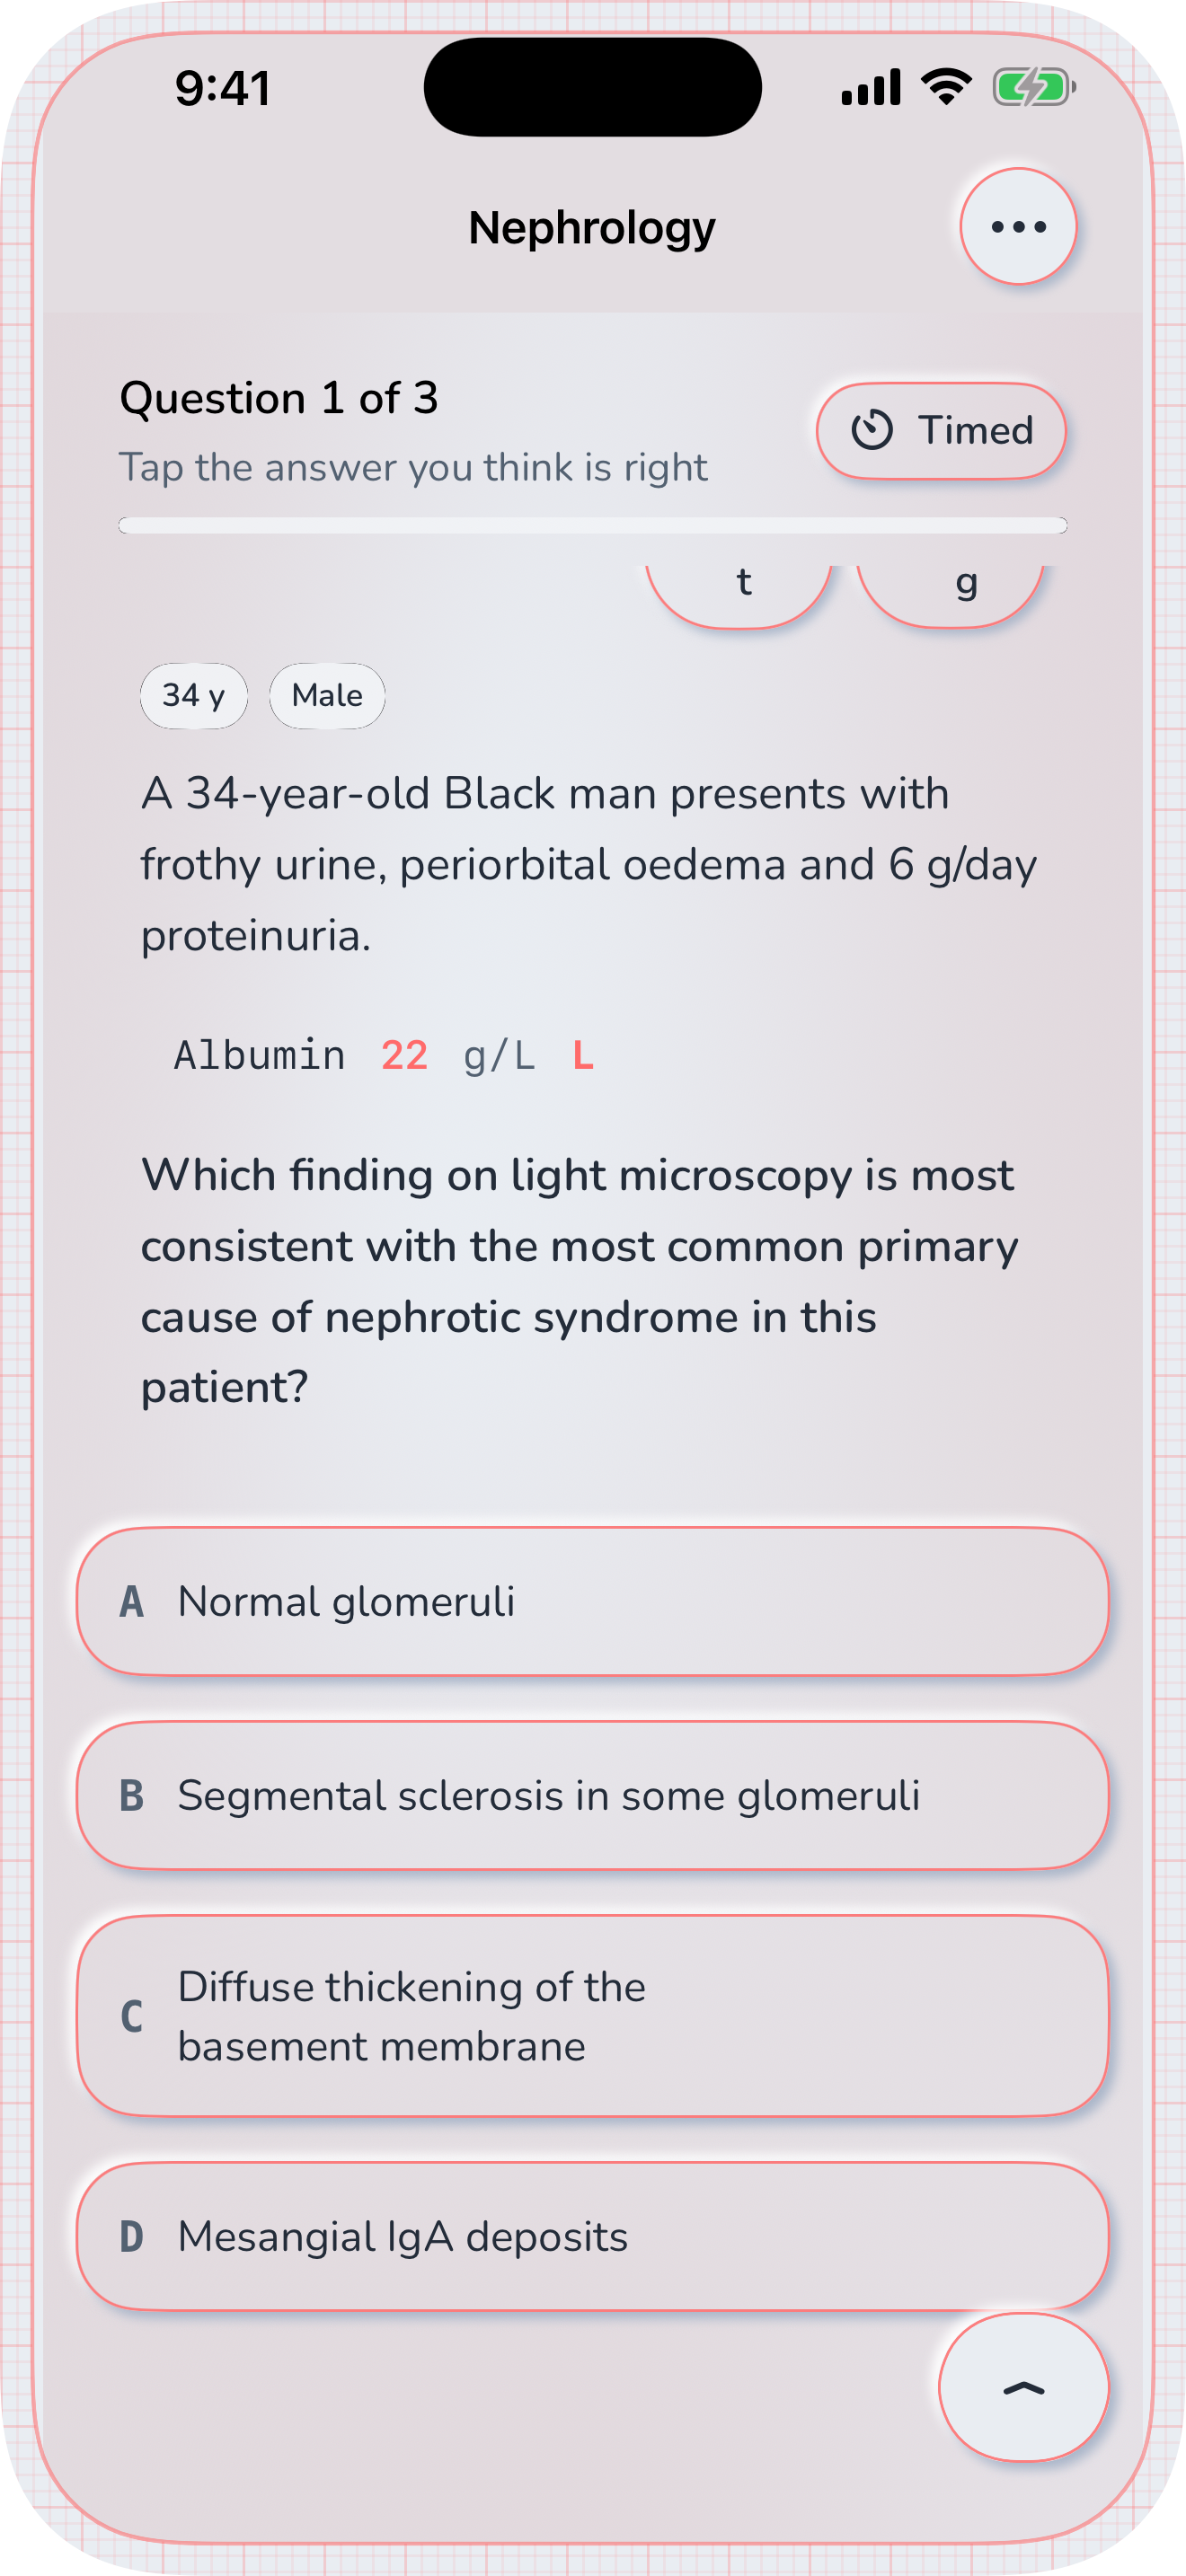 9:41
Nephrology
Question 1 of 3
Tap the answer you think is right
Timed
t
g
34 y
Male
A 34-year-old Black man presents with
frothy urine, periorbital oedema and 6 g/day
proteinuria.
Albumin 22 g/L L
Which finding on light microscopy is most
consistent with the most common primary
cause of nephrotic syndrome in this
patient?
A Normal glomeruli
B Segmental sclerosis in some glomeruli
C Diffuse thickening of the
basement membrane
D Mesangial IgA deposits